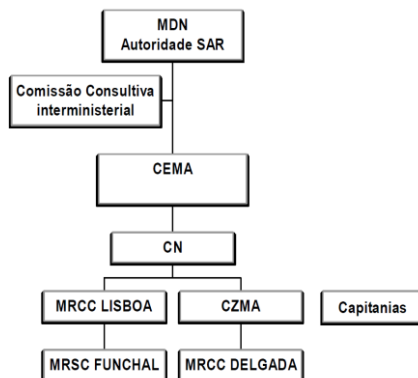 MDN
Autoridade SAR
Comissão Consultiva
interministerial
CEMA
CN
MRCC LISBOA
CZMA
Capitanias
MRSC FUNCHAL
MRCC DELGADA